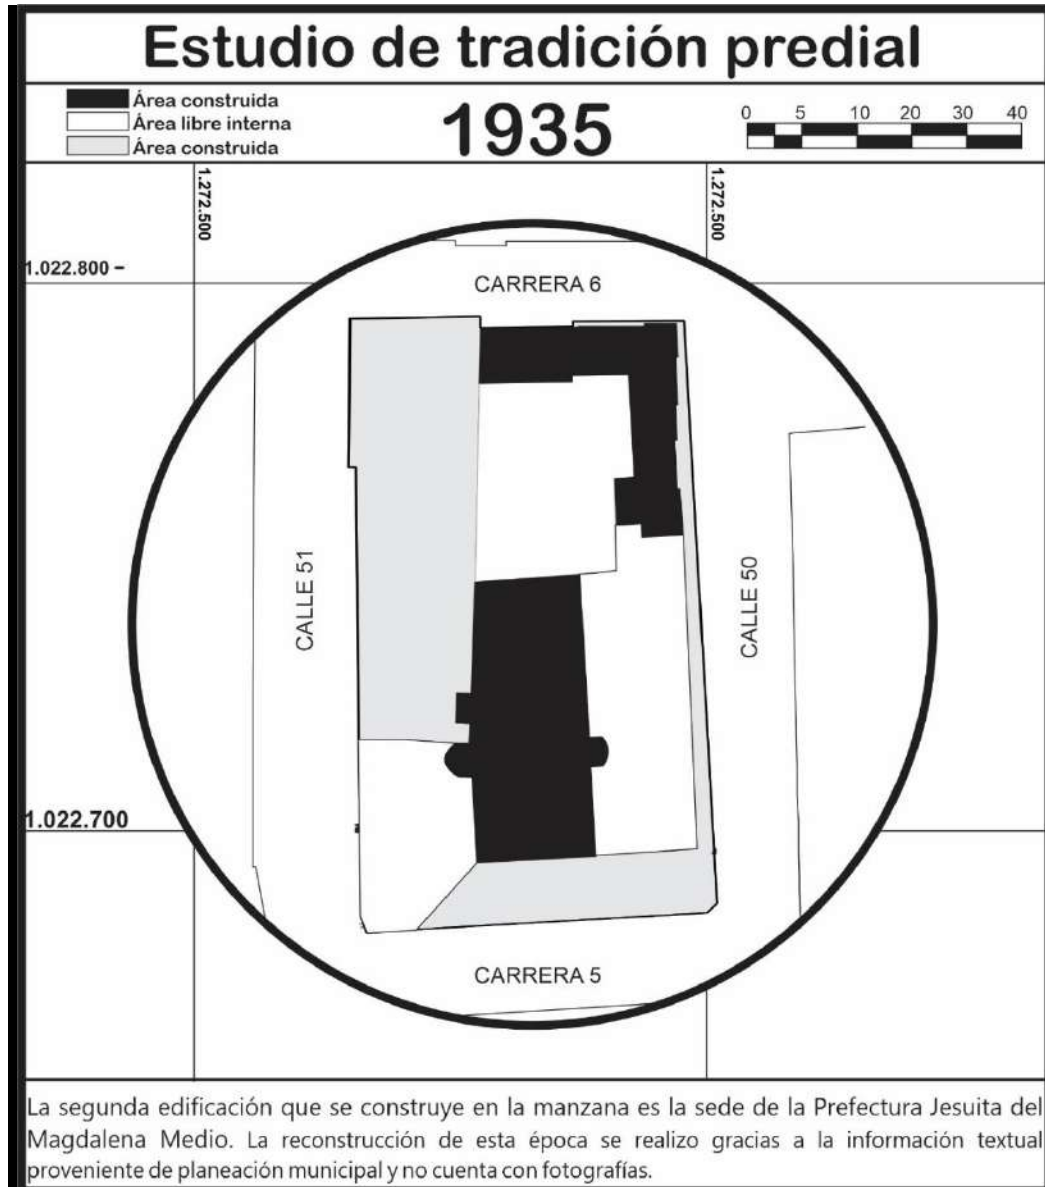 Estudio de tradición predial
Área construida
Área libre interna
Área construida
1935
0 5 10 20 30 40
1.272.500
1.272.500
1.022.800 –
CARRERA 6
CALLE 51
CALLE 50
1.022.700
CARRERA 5
La segunda edificación que se construye en la manzana es la sede de la Prefectura Jesuita del
Magdalena Medio. La reconstrucción de esta época se realizo gracias a la información textual
proveniente de planeación municipal y no cuenta con fotografías.